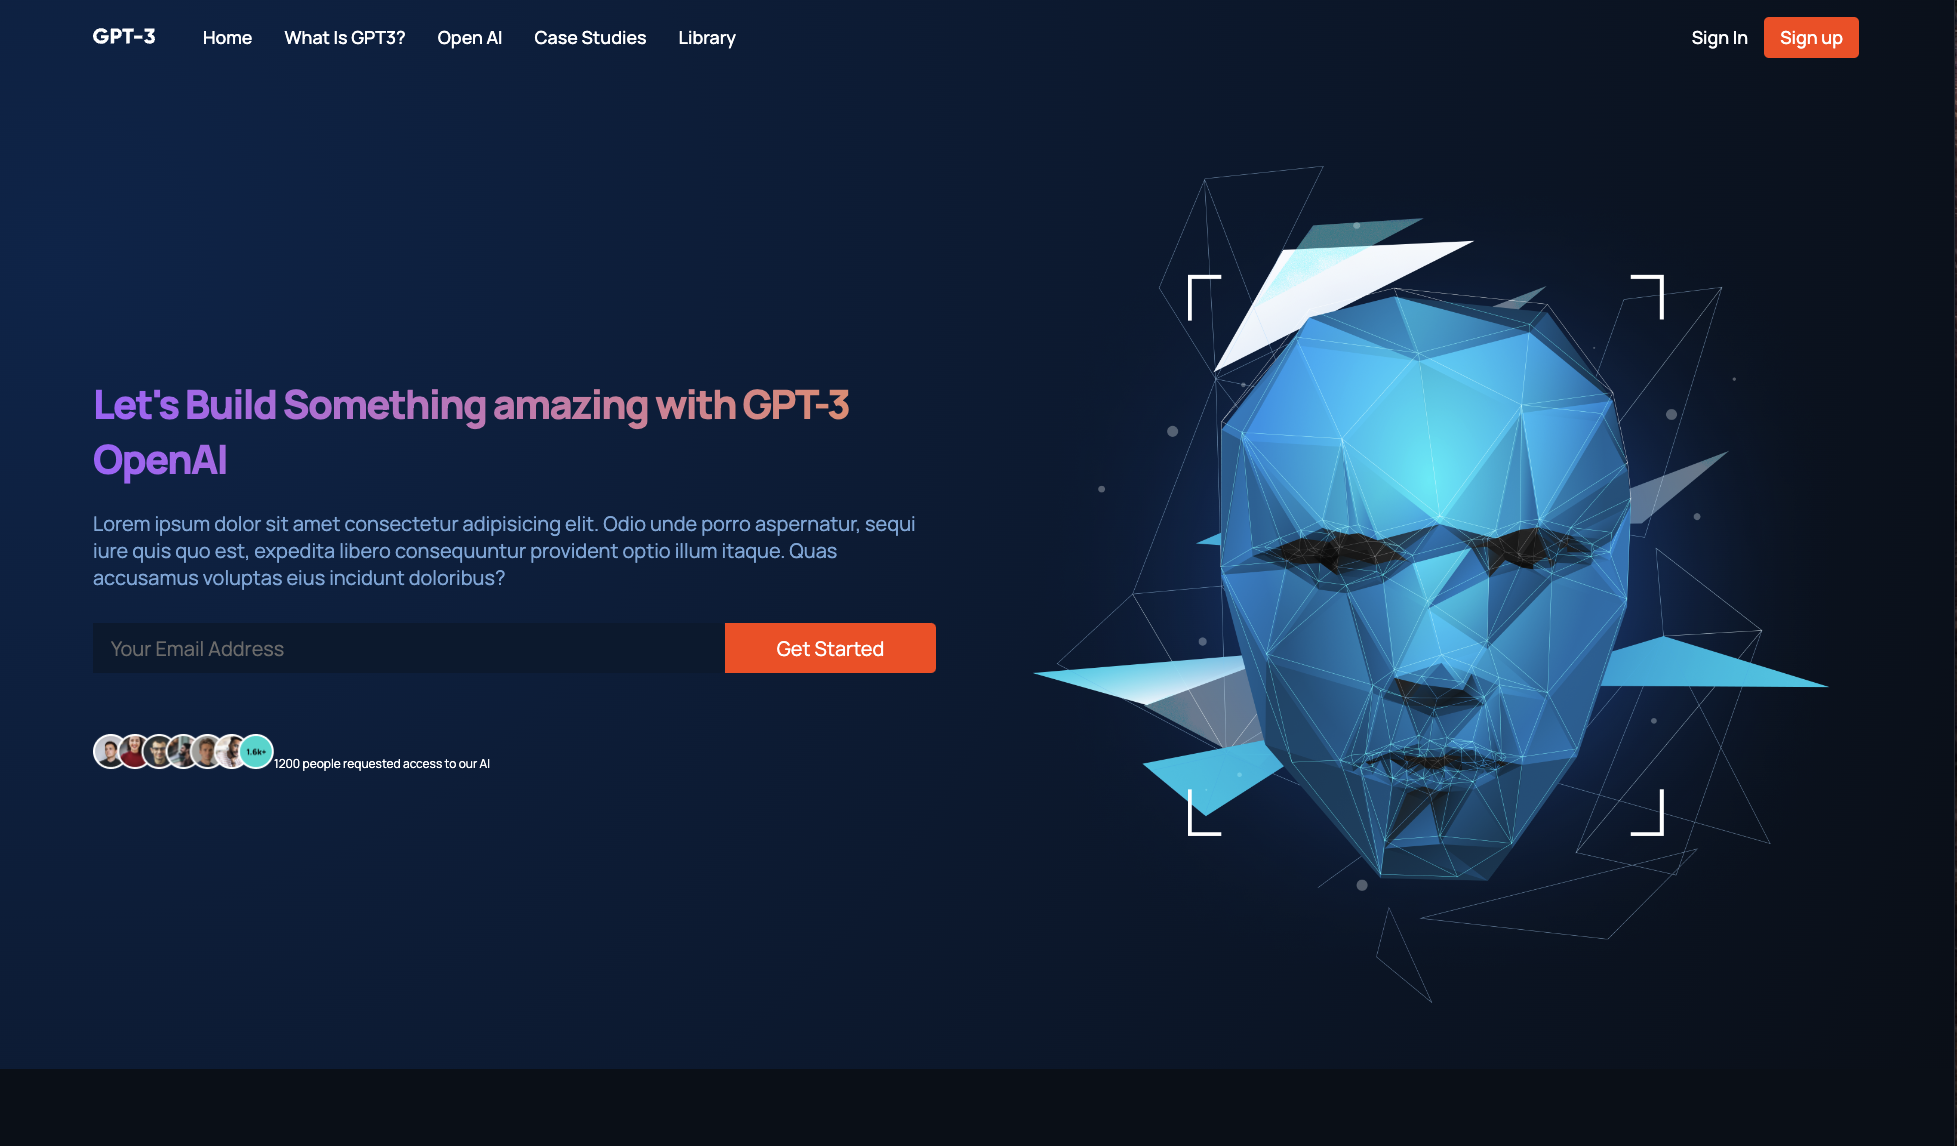 GPT-3 Home What Is GPT3? Open AI Case Studies Library Sign In Sign up
Let's Build Something amazing with GPT-3
OpenAI
Lorem ipsum dolor sit amet consectetur adipisicing elit. Odio unde porro aspernatur, sequi
iure quis quo est, expedita libero consequuntur provident optio illum itaque. Quas
accusamus voluptas eius incidunt doloribus?
Your Email Address Get Started
1.6k+ 1200 people requested access to our AI